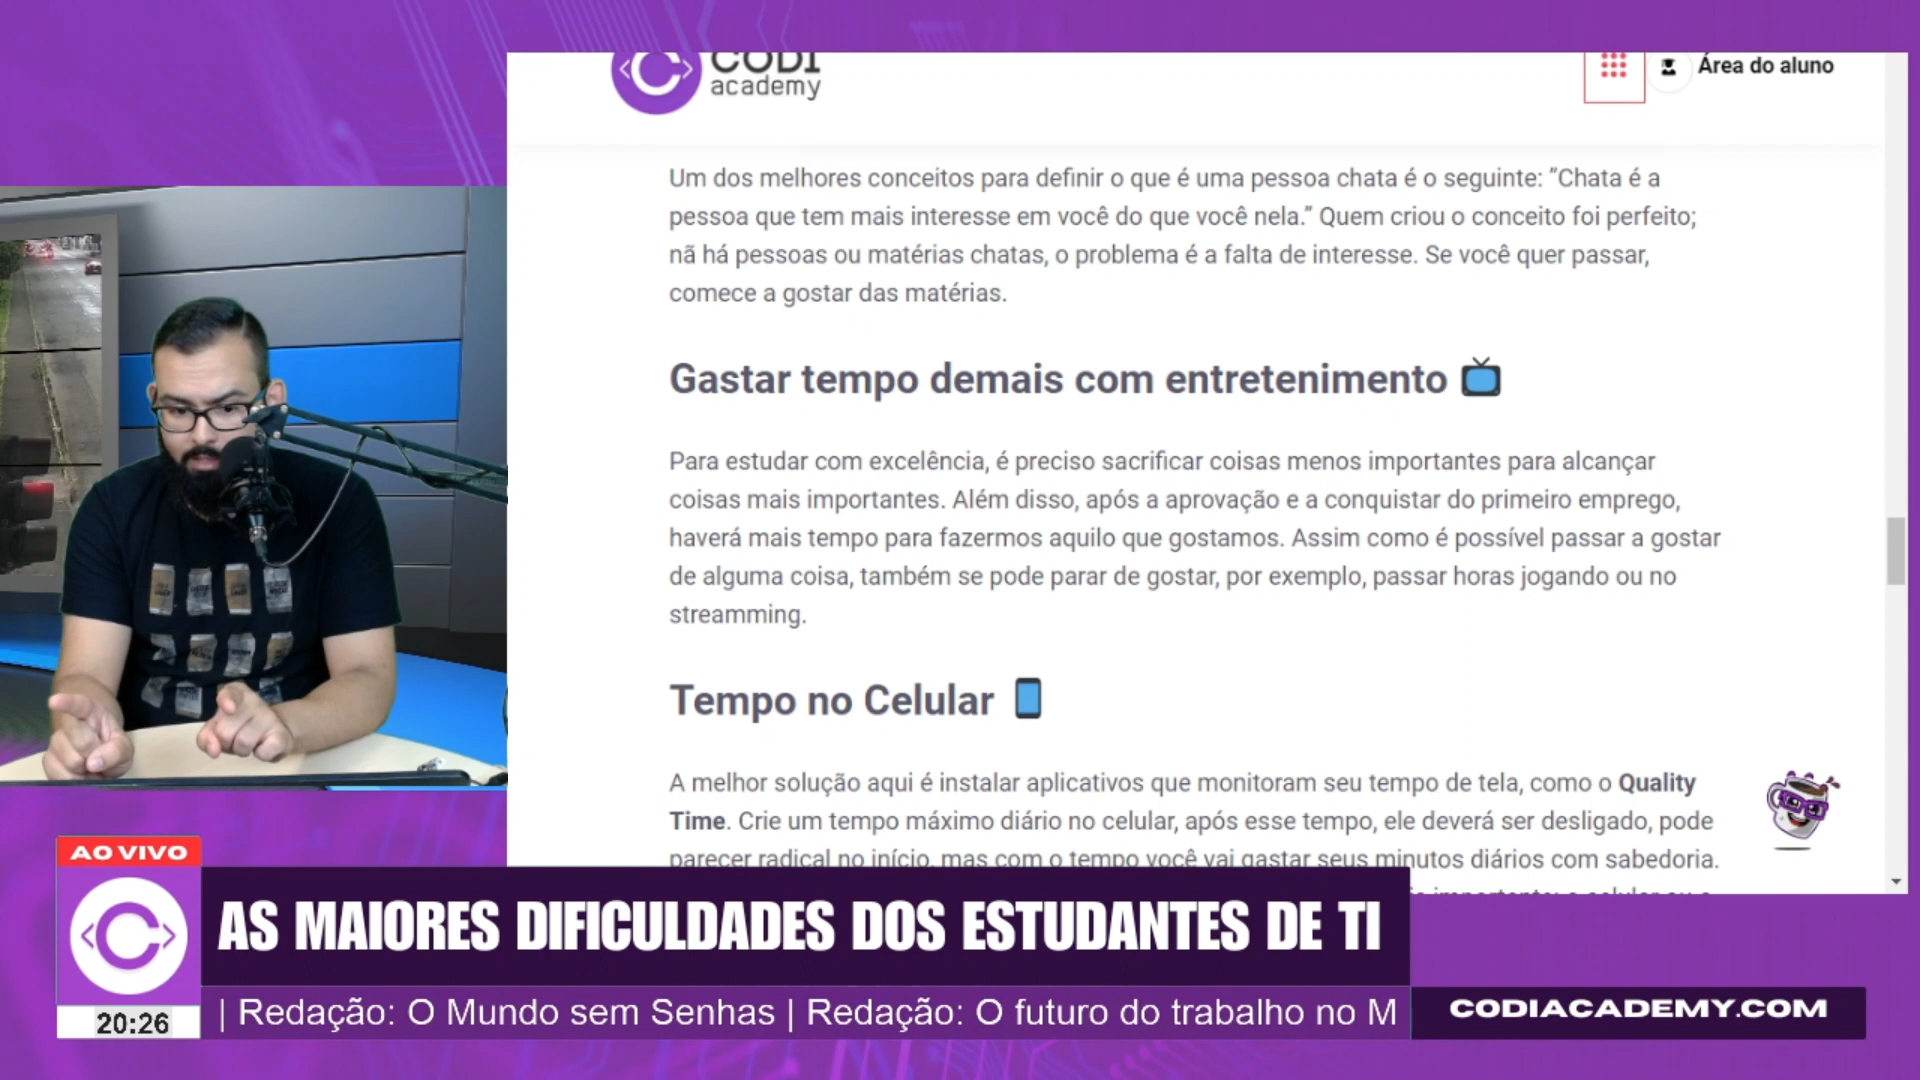 CODI
academy
Área do aluno
Um dos melhores conceitos para definir o que é uma pessoa chata é o seguinte: ”Chata é a
pessoa que tem mais interesse em você do que você nela.” Quem criou o conceito foi perfeito;
nã há pessoas ou matérias chatas, o problema é a falta de interesse. Se você quer passar,
comece a gostar das matérias.
Gastar tempo demais com entretenimento
Para estudar com excelência, é preciso sacrificar coisas menos importantes para alcançar
coisas mais importantes. Além disso, após a aprovação e a conquistar do primeiro emprego,
haverá mais tempo para fazermos aquilo que gostamos. Assim como é possível passar a gostar
de alguma coisa, também se pode parar de gostar, por exemplo, passar horas jogando ou no
streamming.
Tempo no Celular
A melhor solução aqui é instalar aplicativos que monitoram seu tempo de tela, como o Quality
Time. Crie um tempo máximo diário no celular, após esse tempo, ele deverá ser desligado, pode
parecer radical no início, mas com o tempo você vai gastar seus minutos diários com sabedoria.
AO VIVO
AS MAIORES DIFICULDADES DOS ESTUDANTES DE TI
20:26
| Redação: O Mundo sem Senhas | Redação: O futuro do trabalho no M
CODIACADEMY.COM